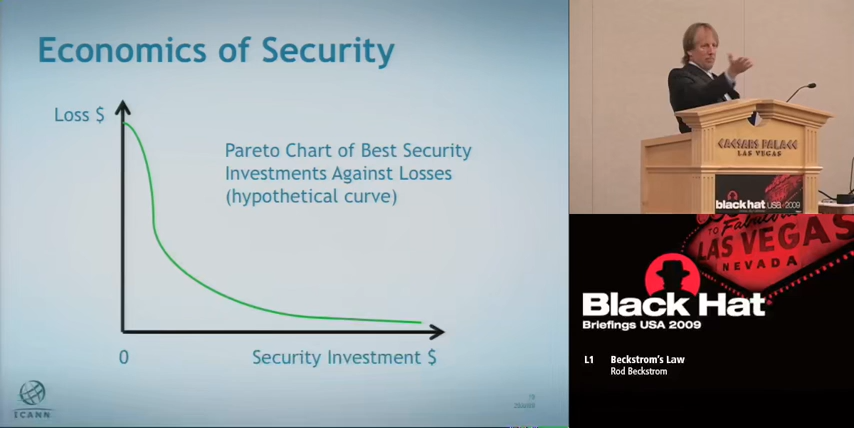 Economics of Security
Loss $
Pareto Chart of Best Security
Investments Against Losses
(hypothetical curve)
0
Security Investment $
ICANN
CAESARS PALACE
LAS VEGAS
black hat USA - 2009
TO Fabulous
LAS VEGAS
NEVADA
Black Hat
Briefings USA 2009
L1 Beckstrom's Law
Rod Beckstrom